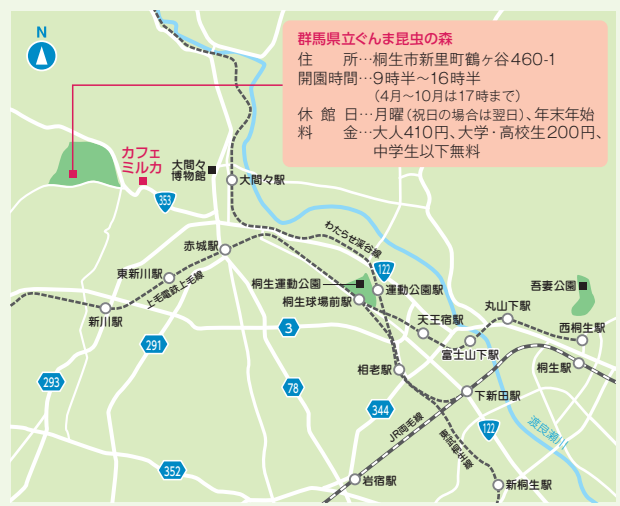 N
群馬県立ぐんま昆虫の森
住　　所…桐生市新里町鶴ヶ谷460-1
開園時間…9時半～16時半
（4月～10月は17時まで）
休 館 日…月曜（祝日の場合は翌日）、年末年始
料　　金…大人410円、大学・高校生200円、
中学生以下無料
カフェ
ミルカ
大間々
博物館
大間々駅
353
わたらせ渓谷線
赤城駅
122
東新川駅
上毛電鉄上毛線
桐生運動公園
運動公園駅
桐生球場前駅
吾妻公園
新川駅
丸山下駅
天王宿駅
西桐生駅
3
291
富士山下駅
桐生駅
相老駅
293
78
下新田駅
344
JR両毛線
122
渡良瀬川
352
岩宿駅
新桐生駅